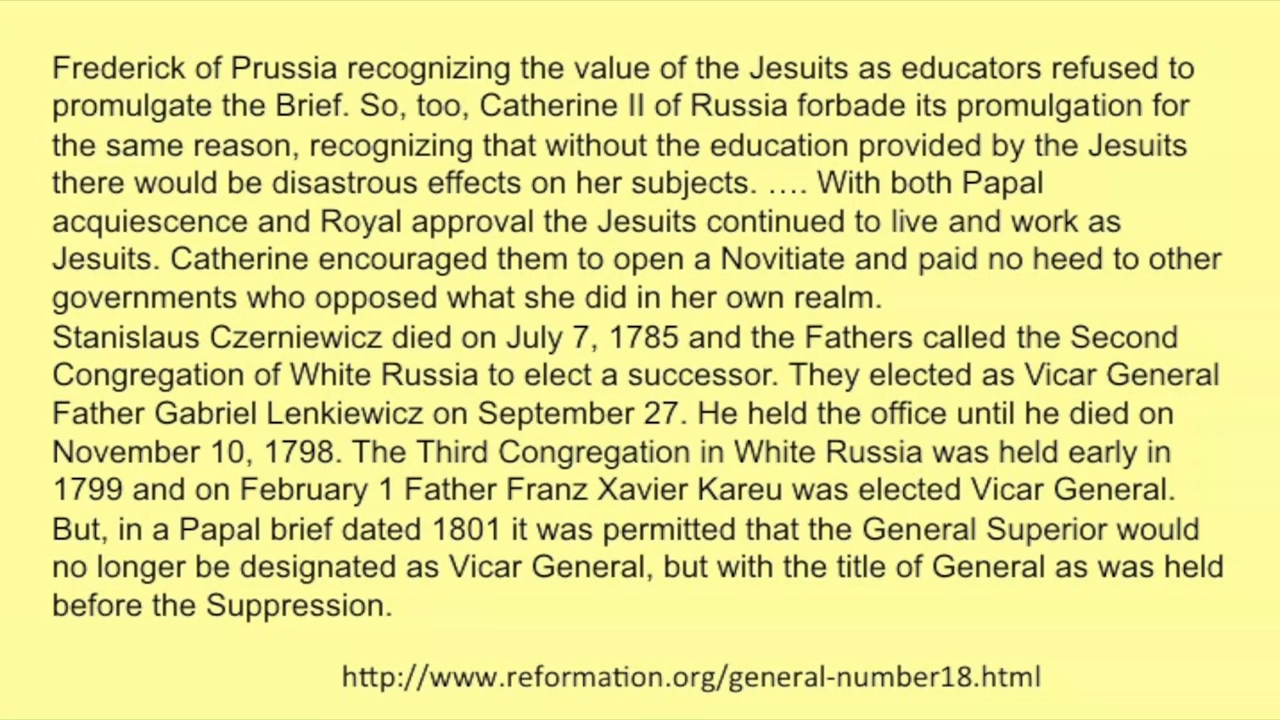 Frederick of Prussia recognizing the value of the Jesuits as educators refused to
promulgate the Brief. So, too, Catherine II of Russia forbade its promulgation for
the same reason, recognizing that without the education provided by the Jesuits
there would be disastrous effects on her subjects. …. With both Papal
acquiescence and Royal approval the Jesuits continued to live and work as
Jesuits. Catherine encouraged them to open a Novitiate and paid no heed to other
governments who opposed what she did in her own realm.
Stanislaus Czerniewicz died on July 7, 1785 and the Fathers called the Second
Congregation of White Russia to elect a successor. They elected as Vicar General
Father Gabriel Lenkiewicz on September 27. He held the office until he died on
November 10, 1798. The Third Congregation in White Russia was held early in
1799 and on February 1 Father Franz Xavier Kareu was elected Vicar General.
But, in a Papal brief dated 1801 it was permitted that the General Superior would
no longer be designated as Vicar General, but with the title of General as was held
before the Suppression.
http://www.reformation.org/general-number18.html